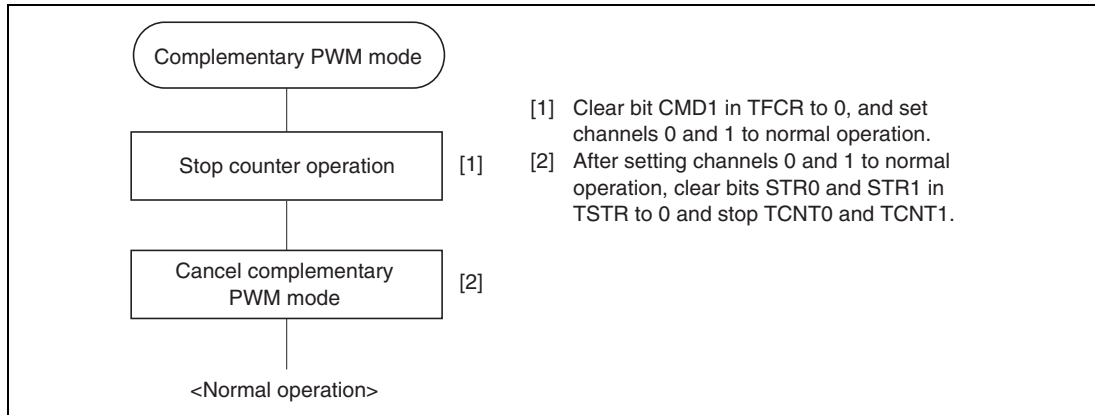 Complementary PWM mode
Stop counter operation
[1]
Cancel complementary
PWM mode
[2]
<Normal operation>
[1] Clear bit CMD1 in TFCR to 0, and set
channels 0 and 1 to normal operation.
[2] After setting channels 0 and 1 to normal
operation, clear bits STR0 and STR1 in
TSTR to 0 and stop TCNT0 and TCNT1.